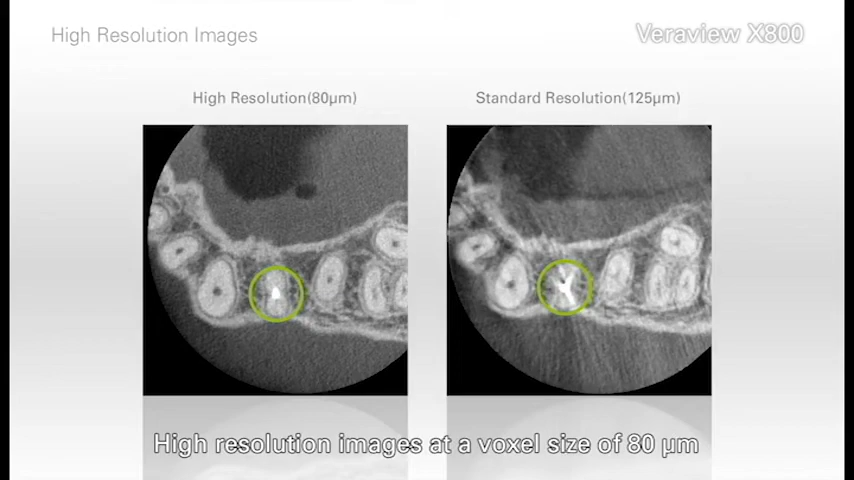 High Resolution Images
Veraview X800
High Resolution(80μm)
Standard Resolution(125μm)
High resolution images at a voxel size of 80 μm